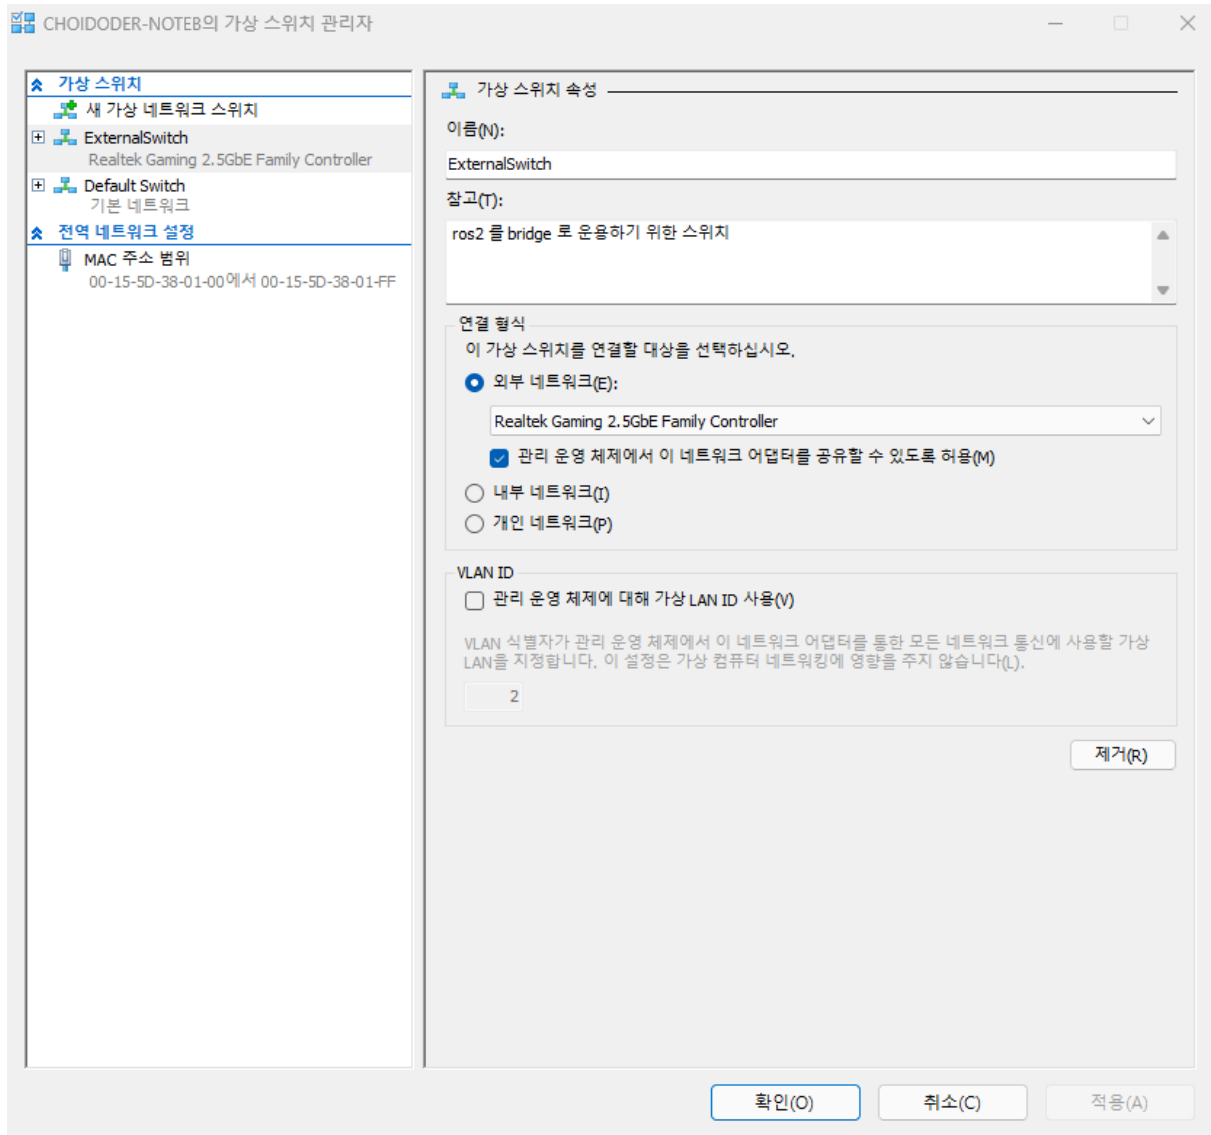 CHOIDODER-NOTEB의 가상 스위치 관리자
가상 스위치
새 가상 네트워크 스위치
ExternalSwitch
Realtek Gaming 2.5GbE Family Controller
Default Switch
기본 네트워크
전역 네트워크 설정
MAC 주소 범위
00-15-5D-38-01-00에서 00-15-5D-38-01-FF
가상 스위치 속성
이름(N):
ExternalSwitch
참고(T):
ros2 를 bridge 로 운용하기 위한 스위치
연결 형식
이 가상 스위치를 연결할 대상을 선택하십시오.
외부 네트워크(E):
Realtek Gaming 2.5GbE Family Controller
관리 운영 체제에서 이 네트워크 어댑터를 공유할 수 있도록 허용(M)
내부 네트워크(I)
개인 네트워크(P)
VLAN ID
관리 운영 체제에 대해 가상 LAN ID 사용(V)
VLAN 식별자가 관리 운영 체제에서 이 네트워크 어댑터를 통한 모든 네트워크 통신에 사용할 가상
LAN을 지정합니다. 이 설정은 가상 컴퓨터 네트워킹에 영향을 주지 않습니다(L).
2
제거(R)
확인(O)
취소(C)
적용(A)